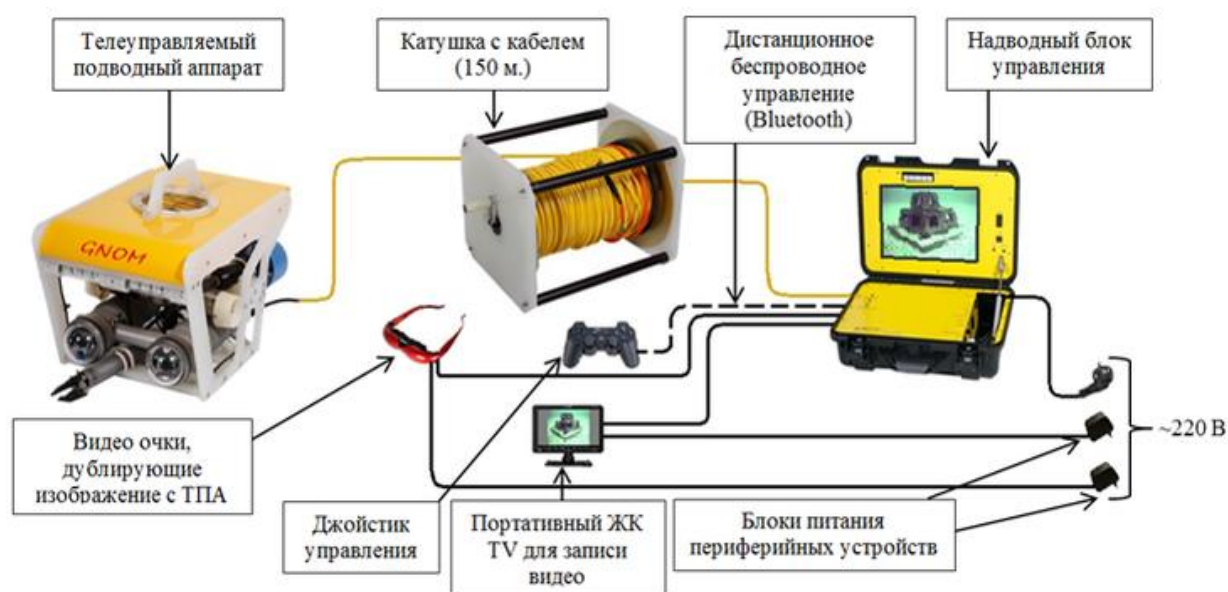 Телеуправляемый
подводный аппарат
Катушка с кабелем
(150 м.)
Дистанционное
беспроводное
управление
(Bluetooth)
Надводный блок
управления
GNOM
~220 В
Видео очки,
дублирующие
изображение с ТПА
Джойстик
управления
Портативный ЖК
TV для записи
видео
Блоки питания
периферийных устройств